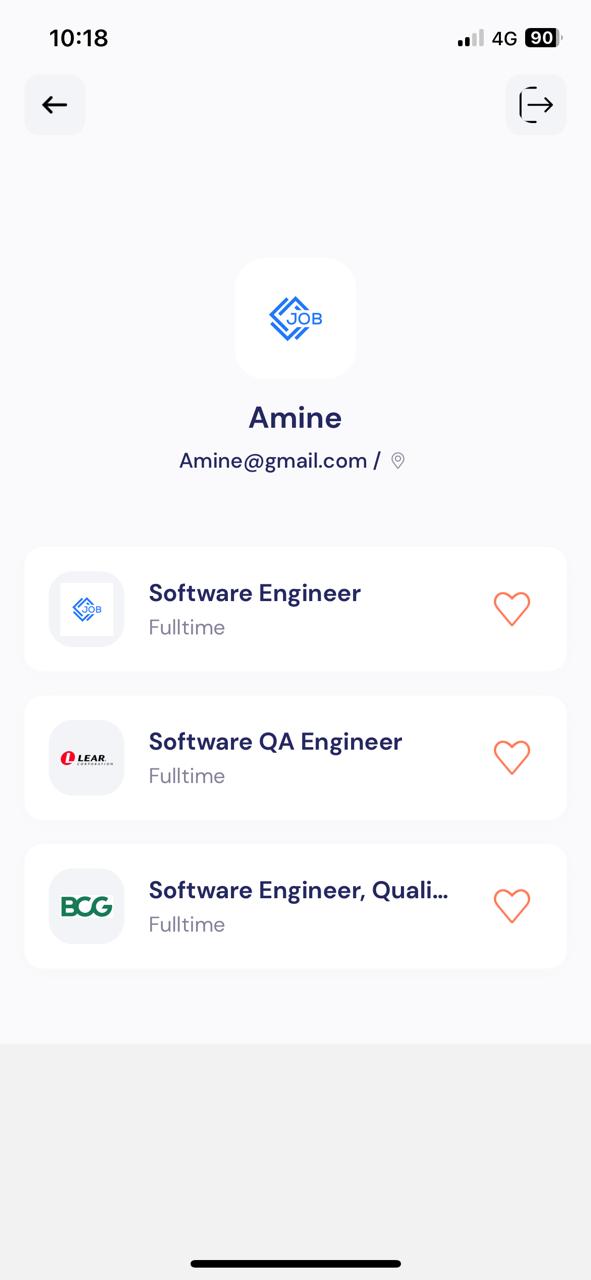 10:18
4G 90
JOB
Amine
Amine@gmail.com /
JOB
Software Engineer
Fulltime
LEAR
CORPORATION
Software QA Engineer
Fulltime
BCG
Software Engineer, Quali...
Fulltime